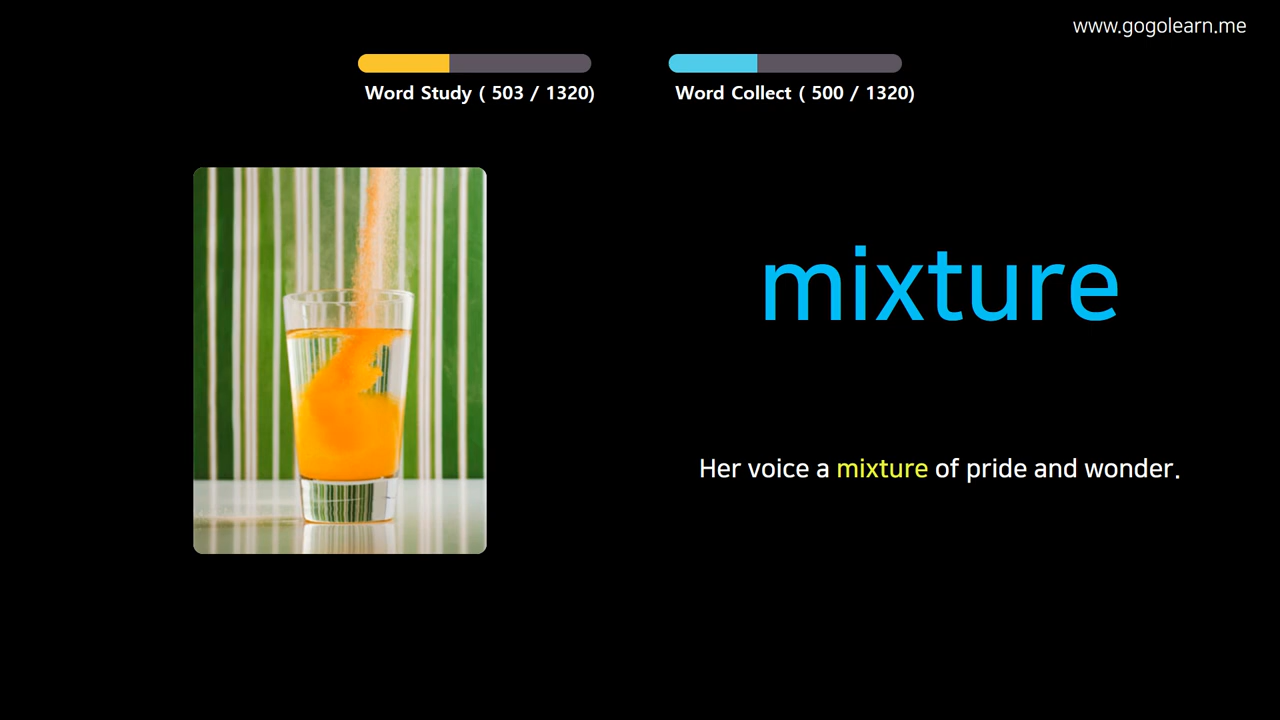 www.gogolearn.me
Word Study ( 503 / 1320)
Word Collect ( 500 / 1320)
mixture
Her voice a mixture of pride and wonder.